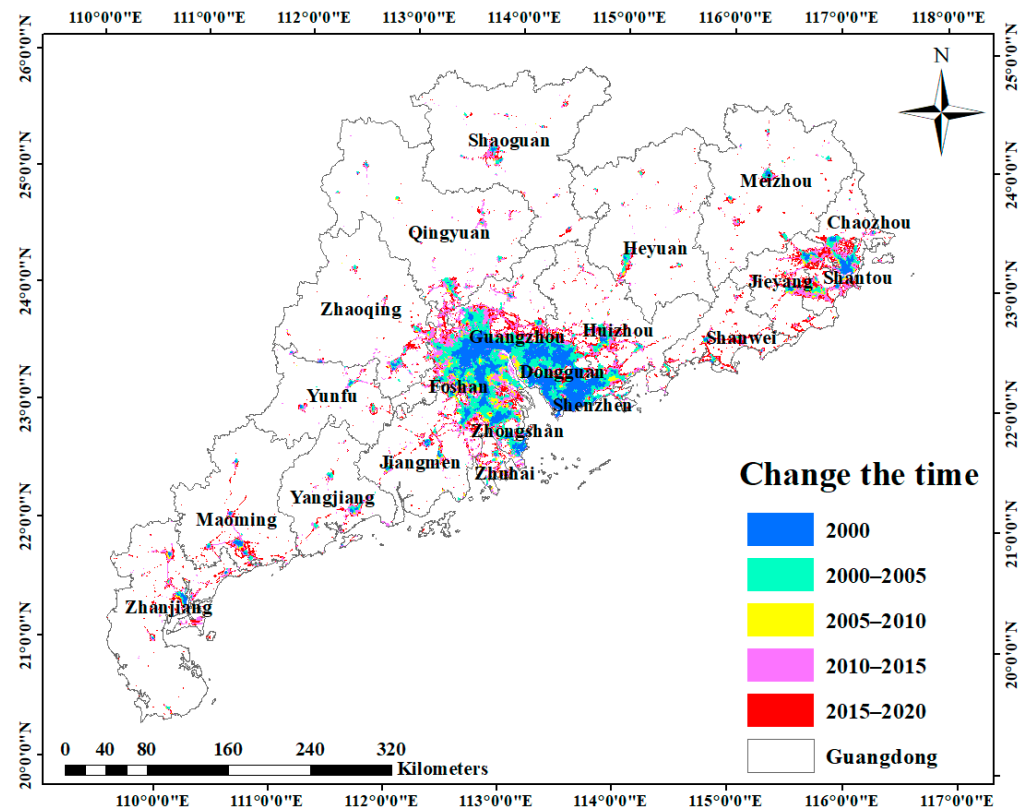 110°0'0"E 111°0'0"E 112°0'0"E 113°0'0"E 114°0'0"E 115°0'0"E 116°0'0"E 117°0'0"E 118°0'0"E
26°0'0"N
25°0'0"N
24°0'0"N
23°0'0"N
22°0'0"N
21°0'0"N
20°0'0"N
25°0'0"N
24°0'0"N
23°0'0"N
22°0'0"N
21°0'0"N
20°0'0"N
N
Shaoguan
Meizhou
Chaozhou
Qingyuan
Heyuan
Jieyang
Shantou
Zhaoqing
Huizhou
Guangzhou
Shanwei
Dongguan
Foshan
Yunfu
Shenzhen
Zhongshan
Jiangmen
Zhuhai
Yangjiang
Maoming
Zhanjiang
Change the time
2000
2000–2005
2005–2010
2010–2015
2015–2020
Guangdong
0 40 80 160 240 320
Kilometers
110°0'0"E 111°0'0"E 112°0'0"E 113°0'0"E 114°0'0"E 115°0'0"E 116°0'0"E 117°0'0"E